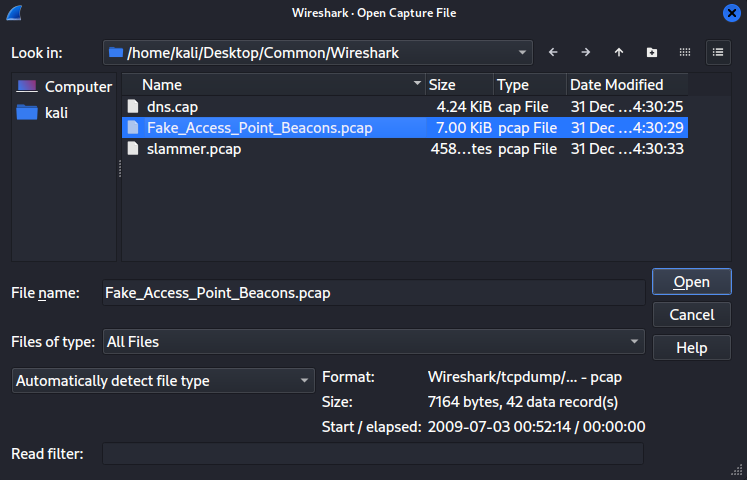 Wireshark · Open Capture File
Look in: /home/kali/Desktop/Common/Wireshark
Computer
kali
Name Size Type Date Modified
dns.cap 4.24 KiB cap File 31 Dec …4:30:25
Fake_Access_Point_Beacons.pcap 7.00 KiB pcap File 31 Dec …4:30:29
slammer.pcap 458…tes pcap File 31 Dec …4:30:33
File name: Fake_Access_Point_Beacons.pcap Open
Cancel
Files of type: All Files Help
Automatically detect file type
Format: Wireshark/tcpdump/... - pcap
Size: 7164 bytes, 42 data record(s)
Start / elapsed: 2009-07-03 00:52:14 / 00:00:00
Read filter: